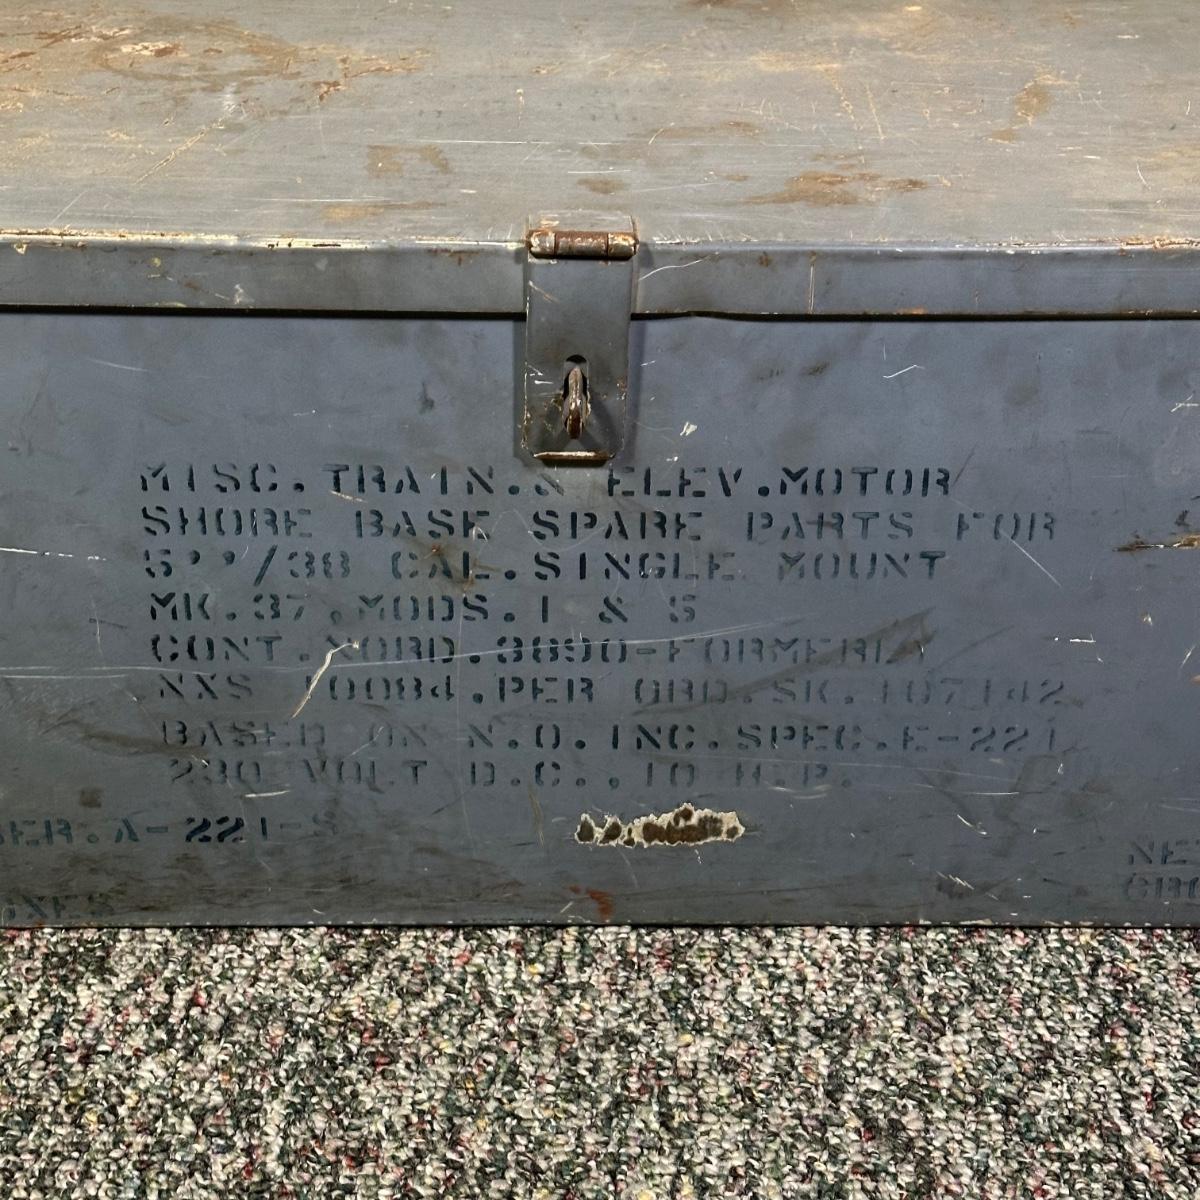 MISC.TRAIN.& ELEV.MOTOR
SHORE BASE SPARE PARTS FOR
5''/38 CAL.SINGLE MOUNT
MK.37.MODS.1 & 5
CONT.NORD.3890-FORMERLY
NXS 10084.PER ORD.SK.107142
BASED ON N.O.INC.SPEC.E-221
230 VOLT D.C.,10 H.P.
SER.A-221-S